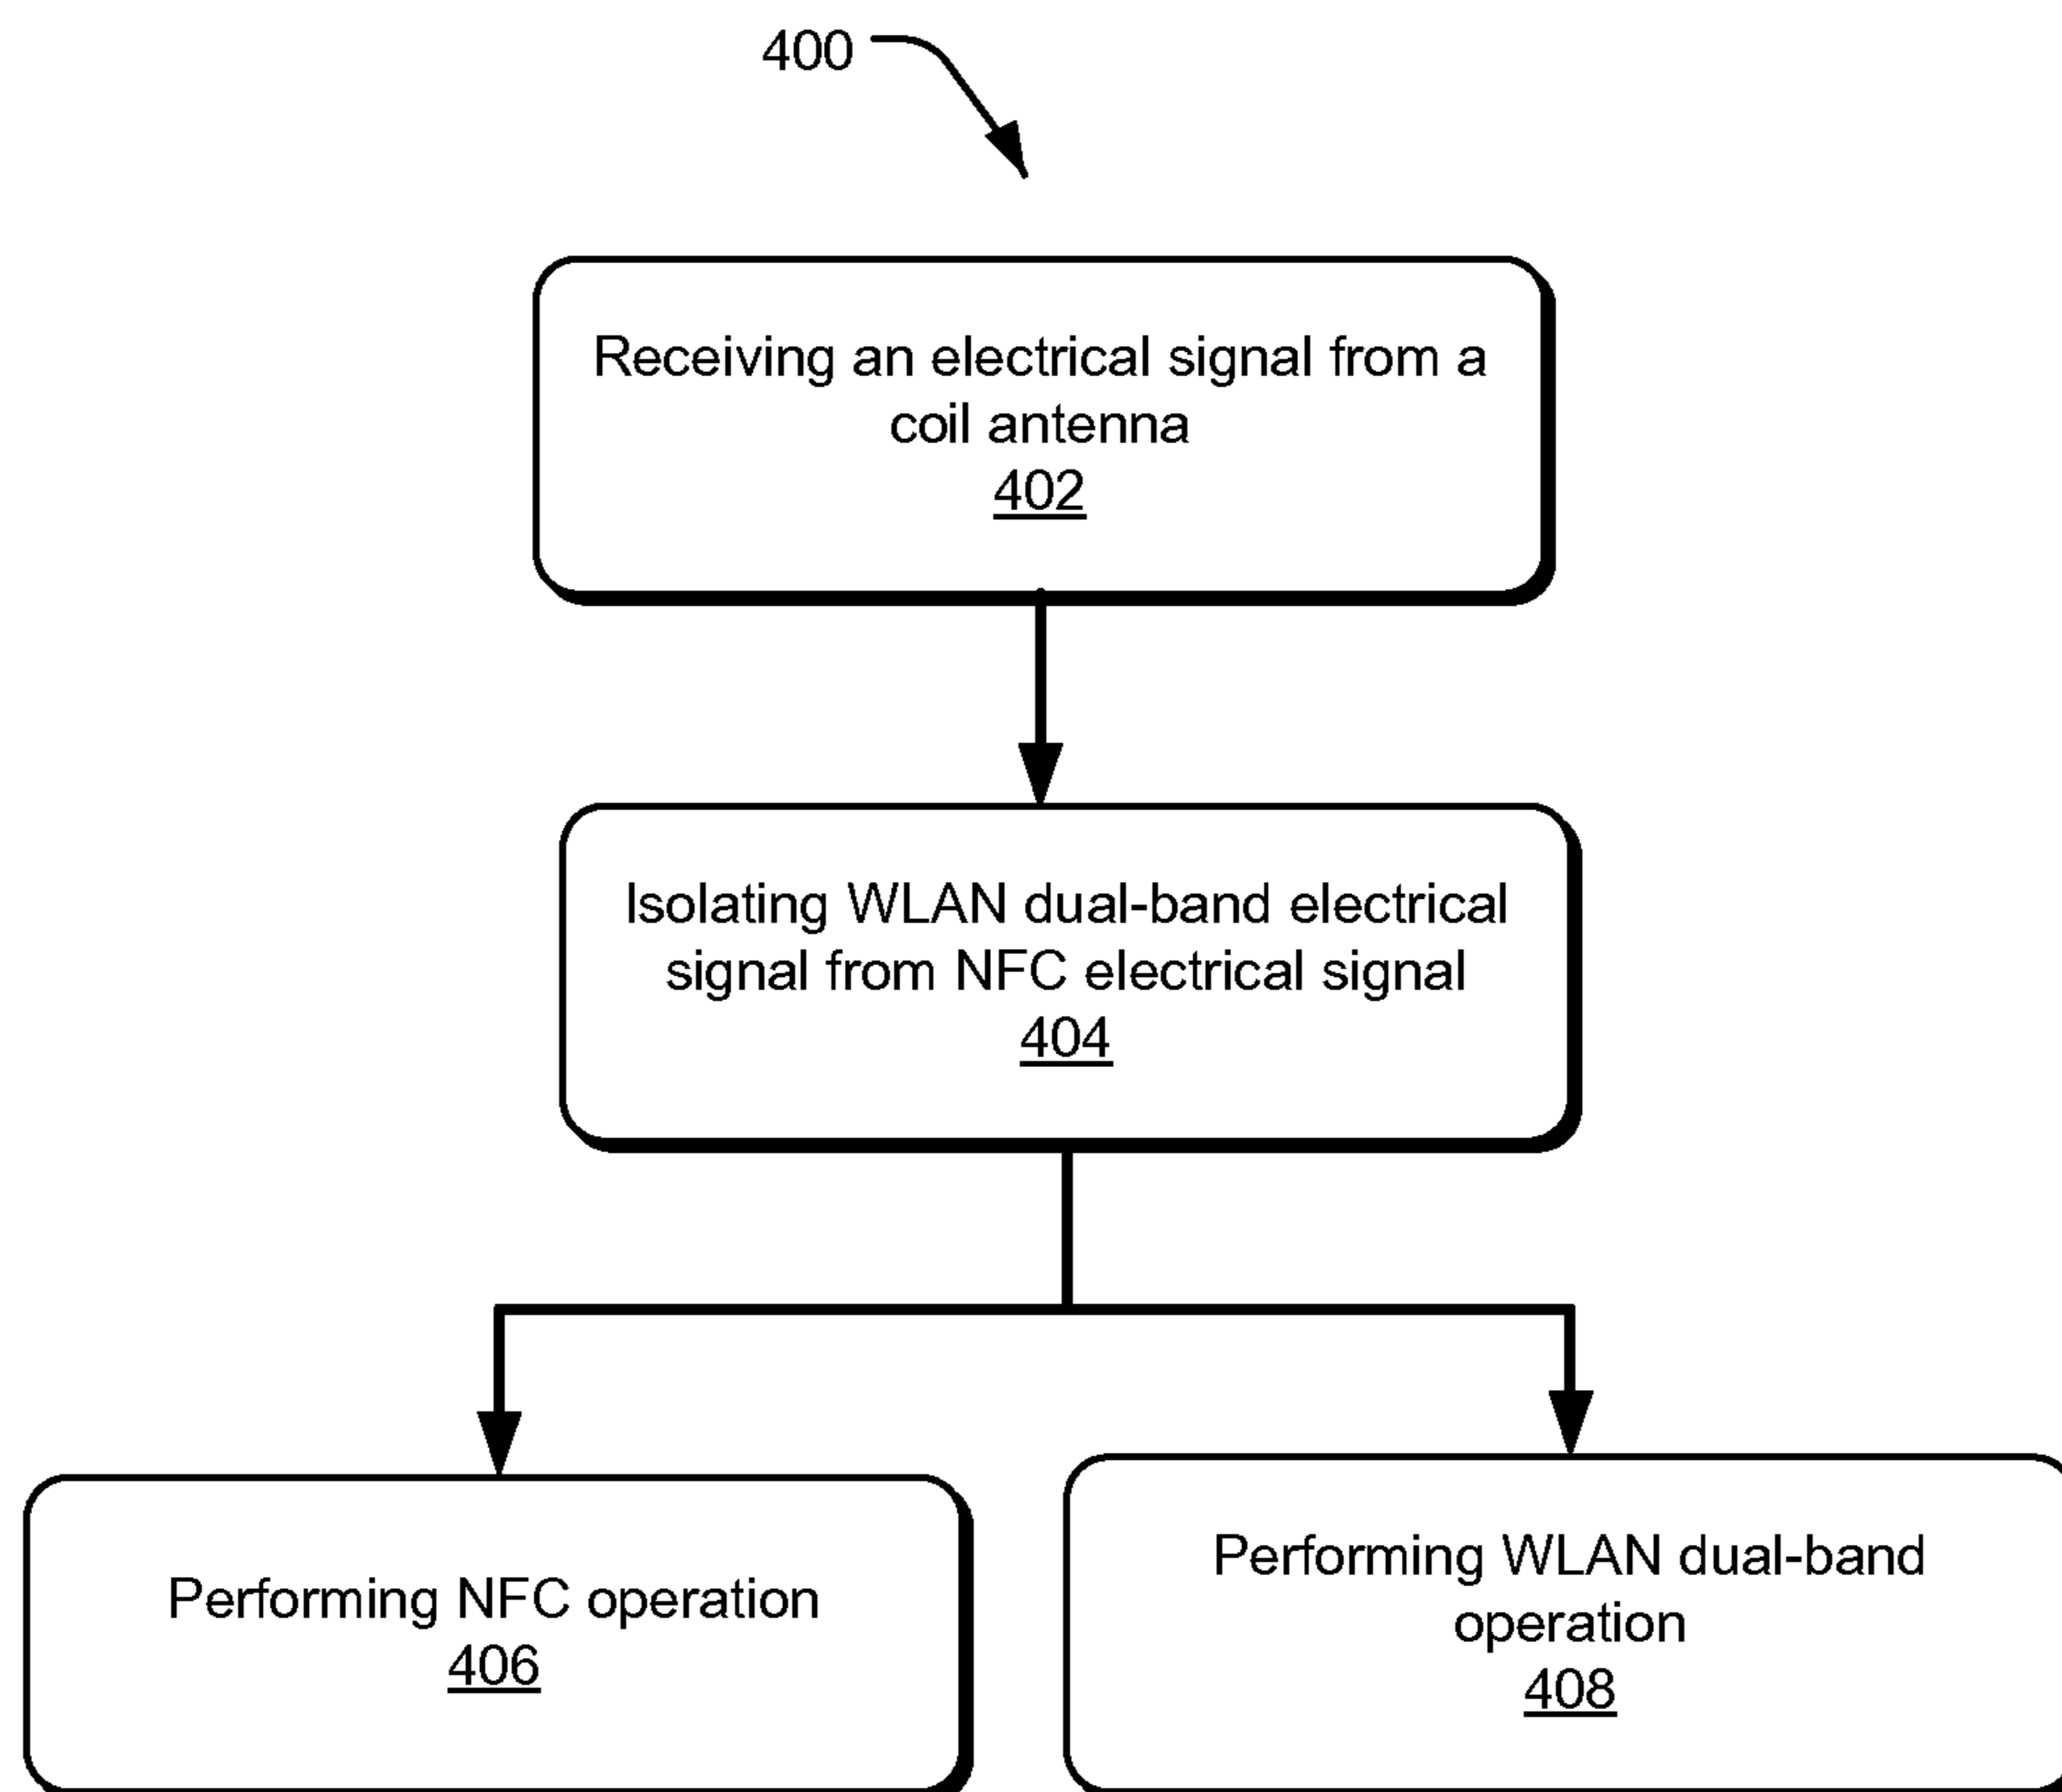 400
Receiving an electrical signal from a
coil antenna
402
Isolating WLAN dual-band electrical
signal from NFC electrical signal
404
Performing NFC operation
406
Performing WLAN dual-band
operation
408